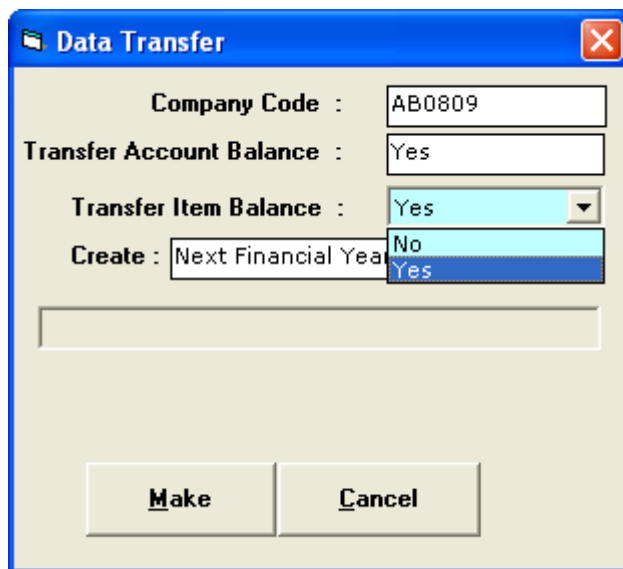 Data Transfer
Company Code : AB0809
Transfer Account Balance : Yes
Transfer Item Balance : Yes
No
Create : Next Financial Year
Yes
Make
Cancel